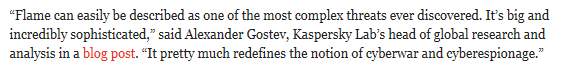 “Flame can easily be described as one of the most complex threats ever discovered. It’s big and
incredibly sophisticated,” said Alexander Gostev, Kaspersky Lab’s head of global research and
analysis in a blog post. “It pretty much redefines the notion of cyberwar and cyberespionage.”